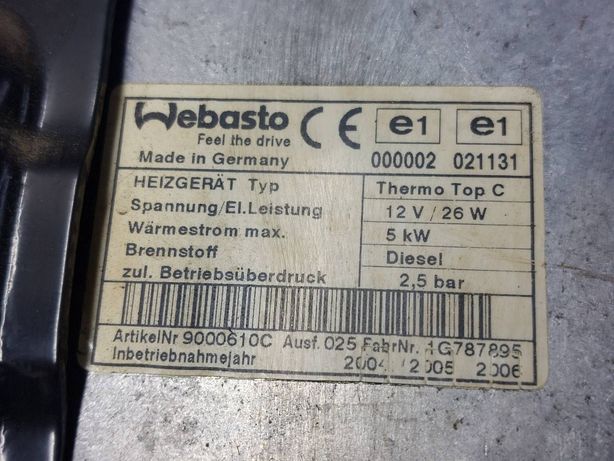 Webasto
Feel the drive
Made in Germany
CE e1 e1
000002 021131
HEIZGERÄT Typ Thermo Top C
Spannung/El.Leistung 12 V / 26 W
Wärmestrom max. 5 kW
Brennstoff Diesel
zul. Betriebsüberdruck 2,5 bar
ArtikelNr 9000610C Ausf. 025 FabrNr. 1G787895
Inbetriebnahmejahr 2004 / 2005 2006